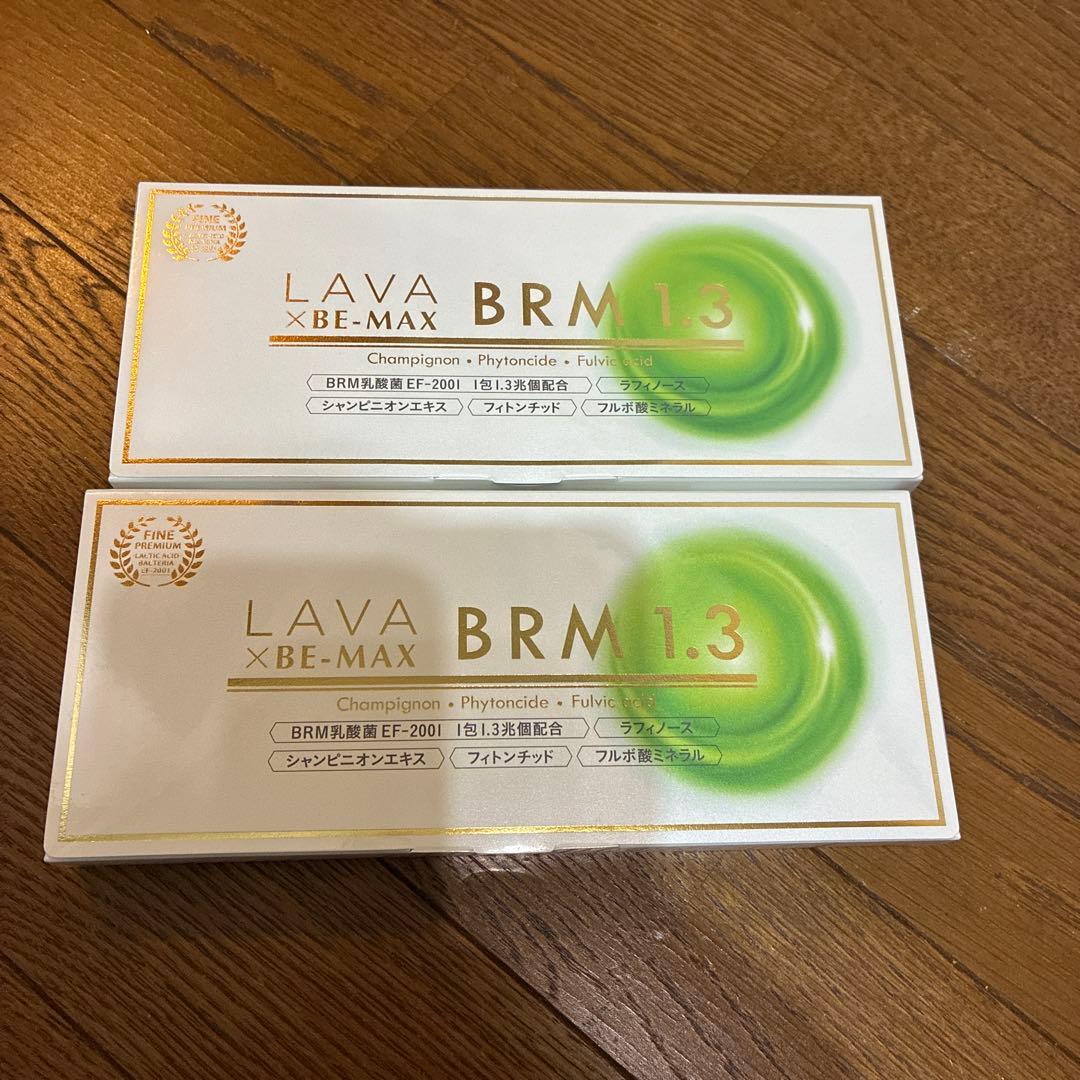 FINE
PREMIUM
LAVA
×BE-MAX
BRM 1.3
Champignon • Phytoncide • Fulvic acid
BRM乳酸菌 EF-2001 1包1.3兆個配合
ラフィノース
シャンピニオンエキス
フィトンチッド
フルボ酸ミネラル
FINE
PREMIUM
LACTIC ACID
BACTERIA
EF-2001
LAVA
×BE-MAX
BRM 1.3
Champignon • Phytoncide • Fulvic acid
BRM乳酸菌 EF-2001 1包1.3兆個配合
ラフィノース
シャンピニオンエキス
フィトンチッド
フルボ酸ミネラル